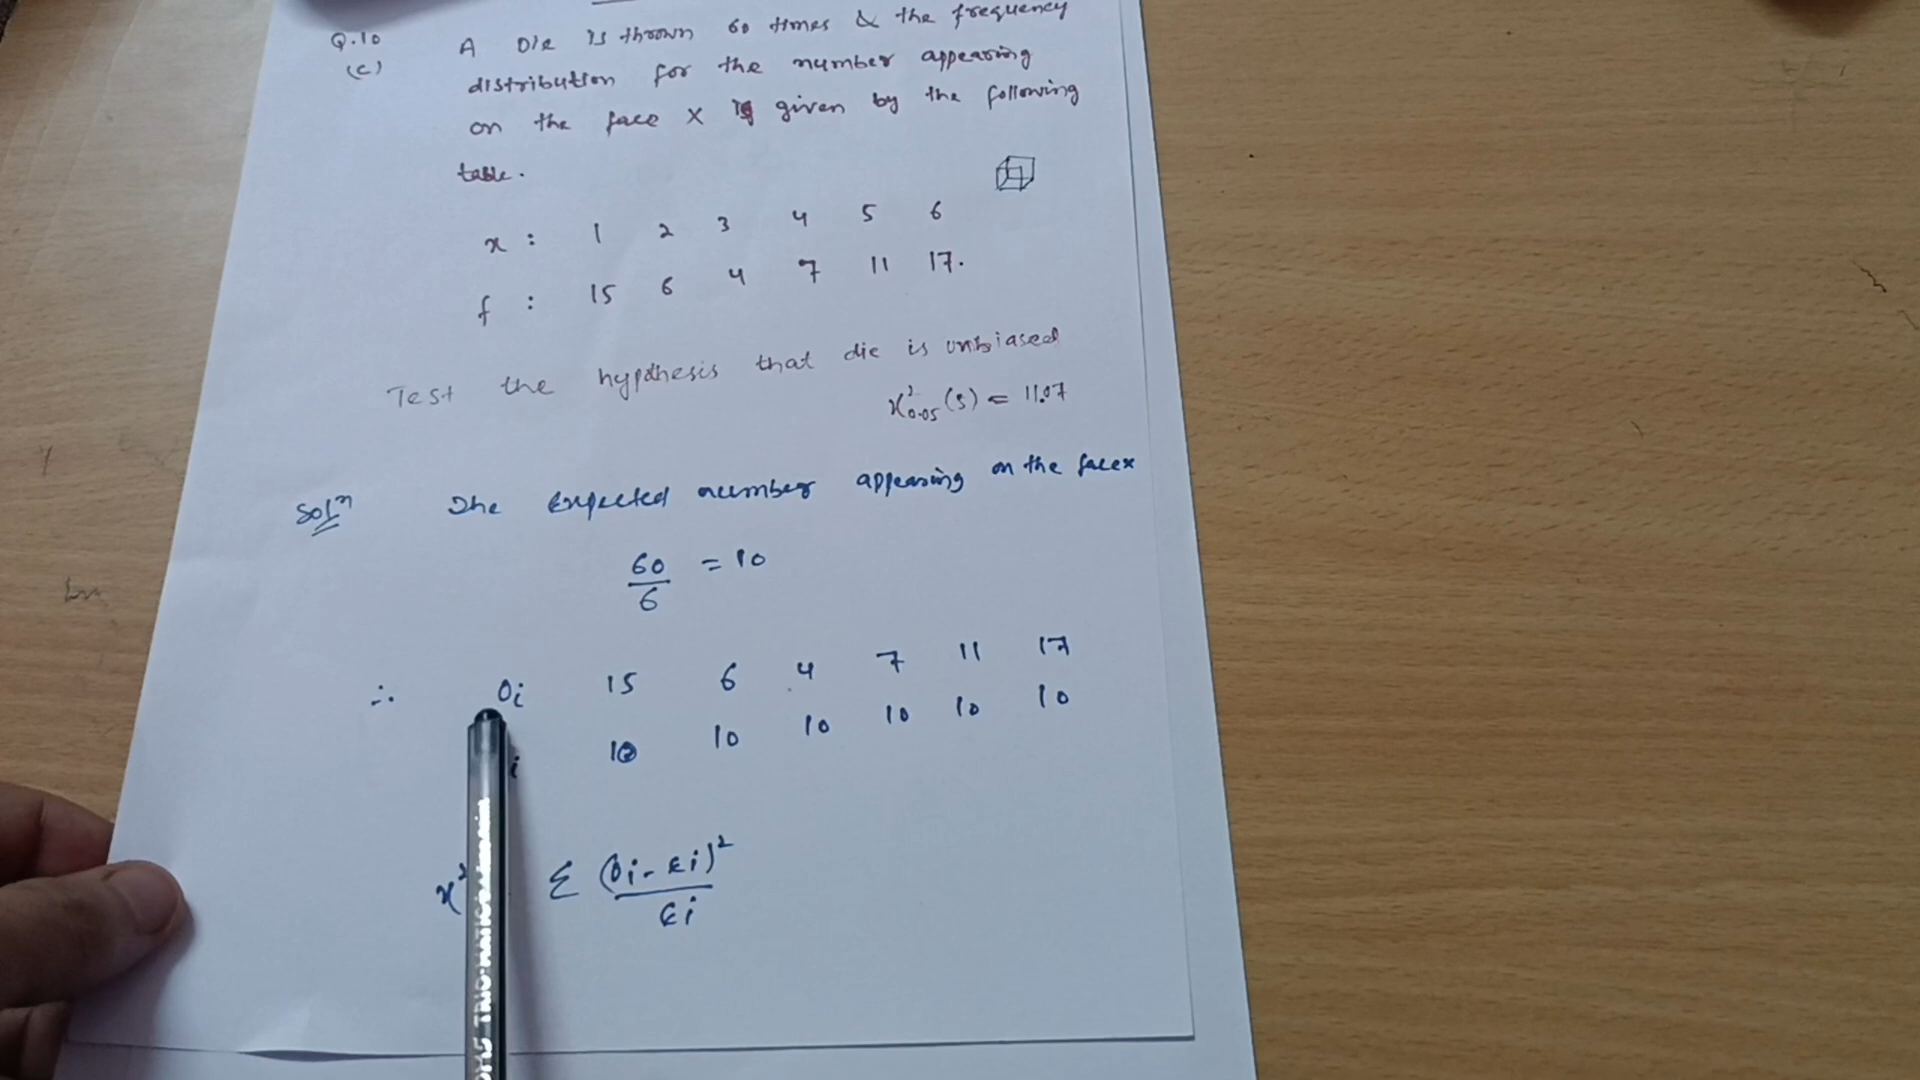 Q.10 A Die is thrown 60 times & the frequency
(c) distribution for the number appearing
on the face x is given by the following
table.
x : 1 2 3 4 5 6
f : 15 6 4 7 11 17.
Test the hypothesis that die is unbiased
χ²0.05 (5) = 11.07
Solⁿ The Expected number appearing on the face x
60/6 = 10
∴ Oi 15 6 4 7 11 17
i 10 10 10 10 10 10
χ² Σ (Oi - Ei)²/Ei